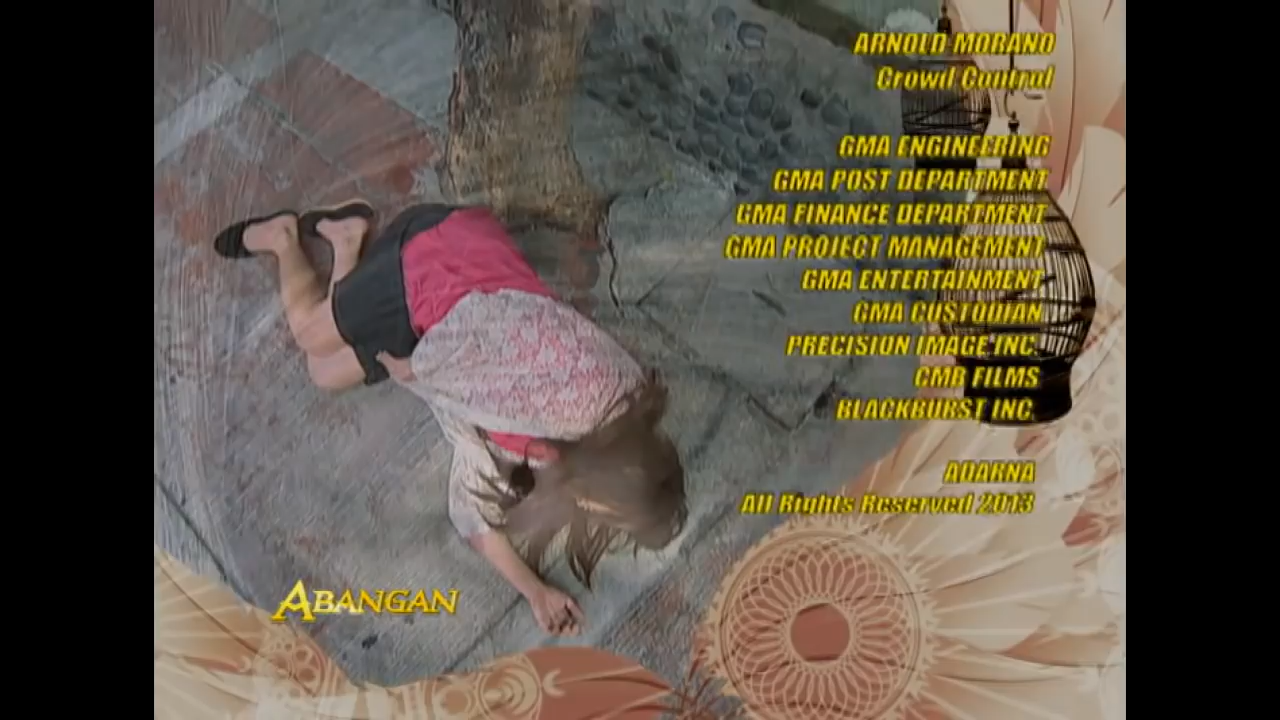 ARNOLD MORANO
Crowd Control
GMA ENGINEERING
GMA POST DEPARTMENT
GMA FINANCE DEPARTMENT
GMA PROJECT MANAGEMENT
GMA ENTERTAINMENT
GMA CUSTODIAN
PRECISION IMAGE INC.
CMB FILMS
BLACKBURST INC.
ADARNA
All Rights Reserved 2013
ABANGAN